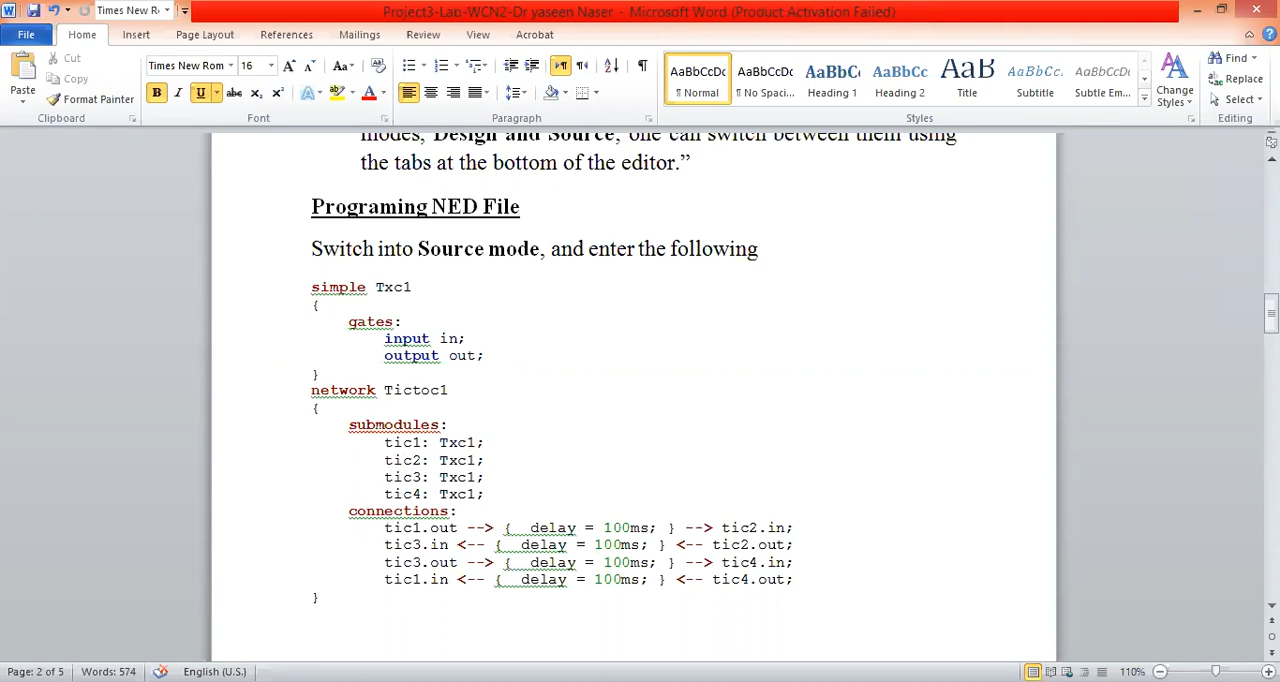 Project3-Lab-WCN2-Dr yaseen Naser - Microsoft Word (Product Activation Failed)
File Home Insert Page Layout References Mailings Review View Acrobat
Paste Cut Copy Format Painter Clipboard
Times New Rom 16 Font
Paragraph
AaBbCcDc ¶ Normal AaBbCcDc ¶ No Spaci... AaBbC Heading 1 AaBbCc Heading 2 AaB Title AaBbCc. Subtitle AaBbCcDc Subtle Em... Change Styles Styles
Find Replace Select Editing
modes, Design and Source, one can switch between them using
the tabs at the bottom of the editor.”
Programing NED File
Switch into Source mode, and enter the following
simple Txc1
{
gates:
input in;
output out;
}
network Tictoc1
{
submodules:
tic1: Txc1;
tic2: Txc1;
tic3: Txc1;
tic4: Txc1;
connections:
tic1.out --> { delay = 100ms; } --> tic2.in;
tic3.in <-- { delay = 100ms; } <-- tic2.out;
tic3.out --> { delay = 100ms; } --> tic4.in;
tic1.in <-- { delay = 100ms; } <-- tic4.out;
}
Page: 2 of 5 Words: 574 English (U.S.) 110%